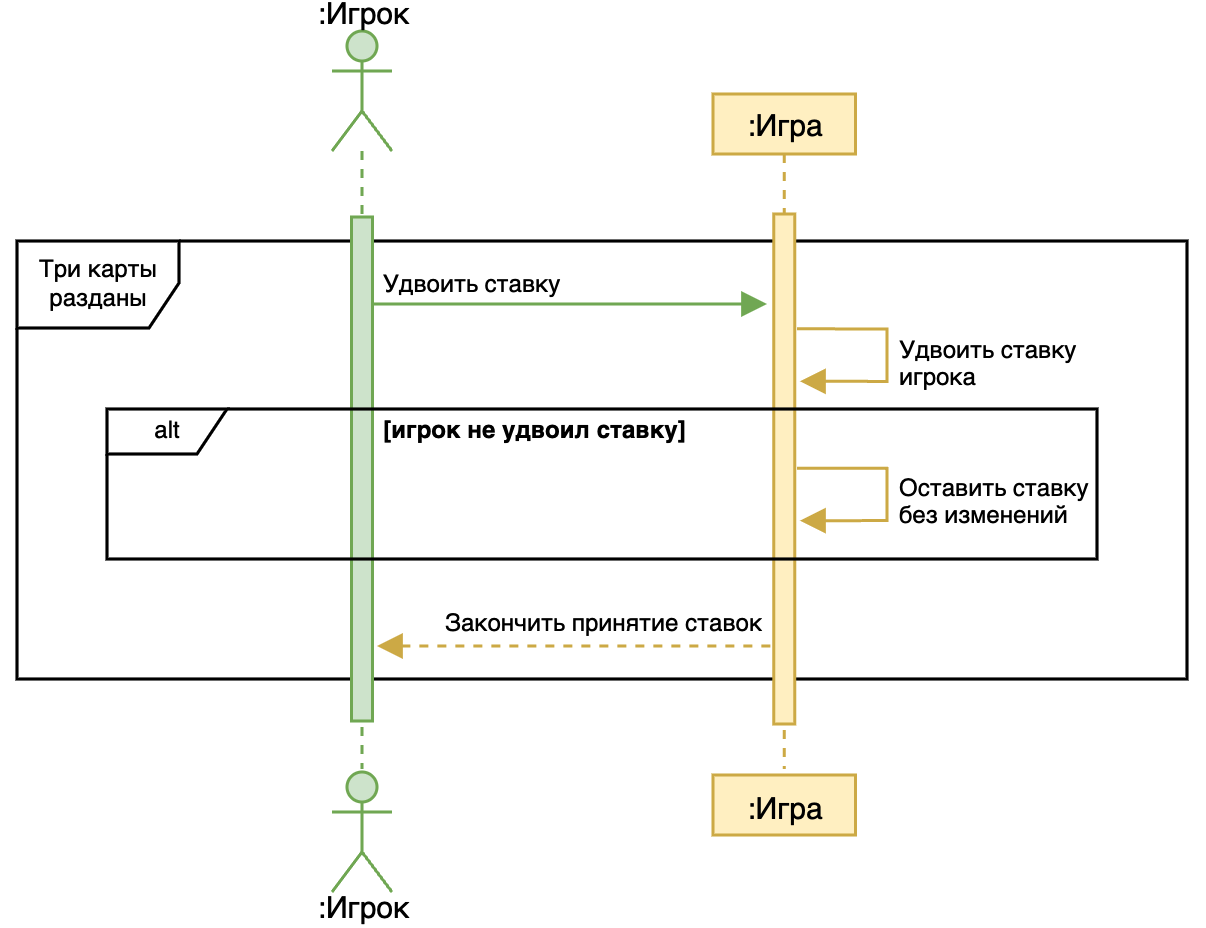 :Игрок
:Игра
Три карты
разданы
Удвоить ставку
Удвоить ставку
игрока
alt
[игрок не удвоил ставку]
Оставить ставку
без изменений
Закончить принятие ставок
:Игра
:Игрок